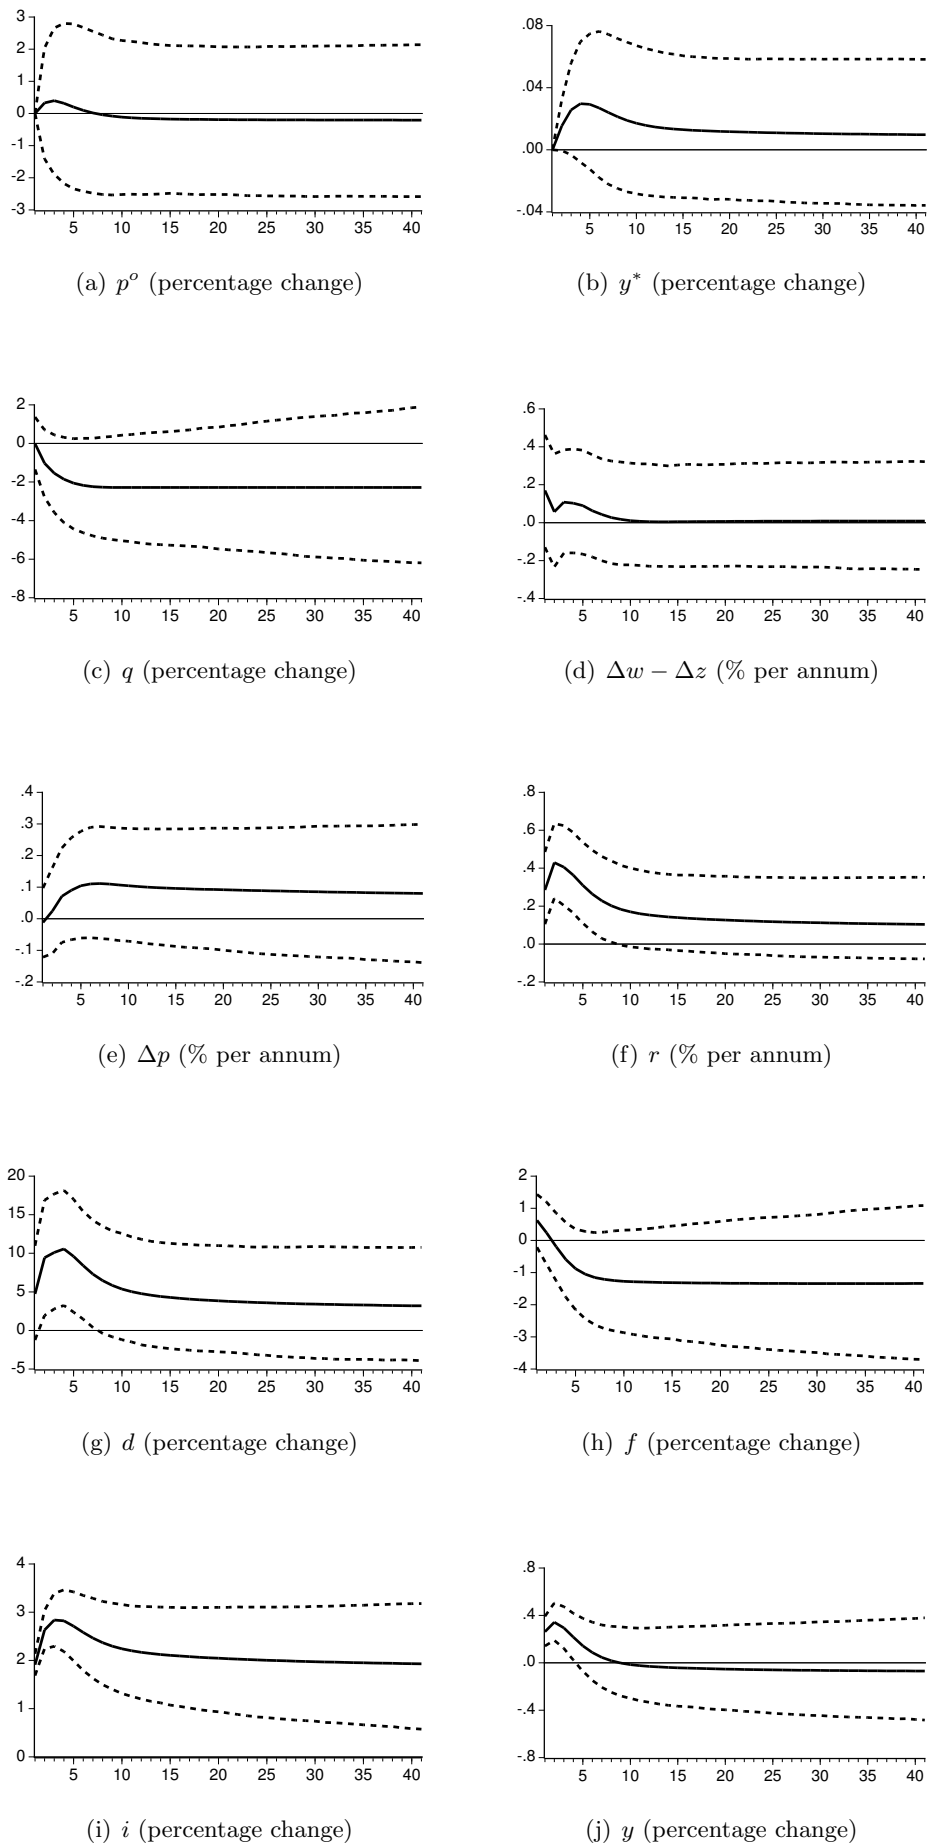 3
2
1
0
-1
-2
-3
5 10 15 20 25 30 35 40
(a) p^o (percentage change)
.08
.04
.00
-.04
5 10 15 20 25 30 35 40
(b) y* (percentage change)
2
0
-2
-4
-6
-8
5 10 15 20 25 30 35 40
(c) q (percentage change)
.6
.4
.2
.0
-.2
-.4
5 10 15 20 25 30 35 40
(d) Δw − Δz (% per annum)
.4
.3
.2
.1
.0
-.1
-.2
5 10 15 20 25 30 35 40
(e) Δp (% per annum)
.8
.6
.4
.2
.0
-.2
5 10 15 20 25 30 35 40
(f) r (% per annum)
20
15
10
5
0
-5
5 10 15 20 25 30 35 40
(g) d (percentage change)
2
1
0
-1
-2
-3
-4
5 10 15 20 25 30 35 40
(h) f (percentage change)
4
3
2
1
0
5 10 15 20 25 30 35 40
(i) i (percentage change)
.8
.4
.0
-.4
-.8
5 10 15 20 25 30 35 40
(j) y (percentage change)